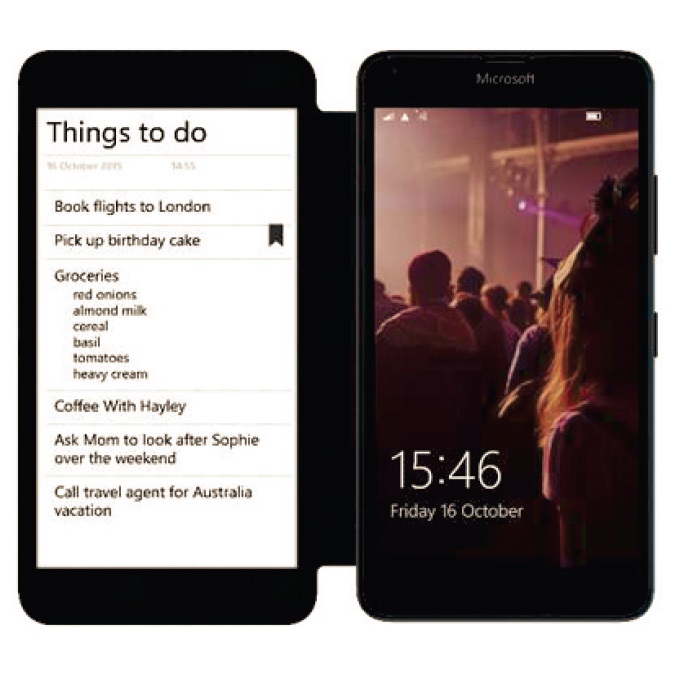 Things to do
16 October 2015 14:55
Book flights to London
Pick up birthday cake
Groceries
red onions
almond milk
cereal
basil
tomatoes
heavy cream
Coffee With Hayley
Ask Mom to look after Sophie
over the weekend
Call travel agent for Australia
vacation
Microsoft
15:46
Friday 16 October